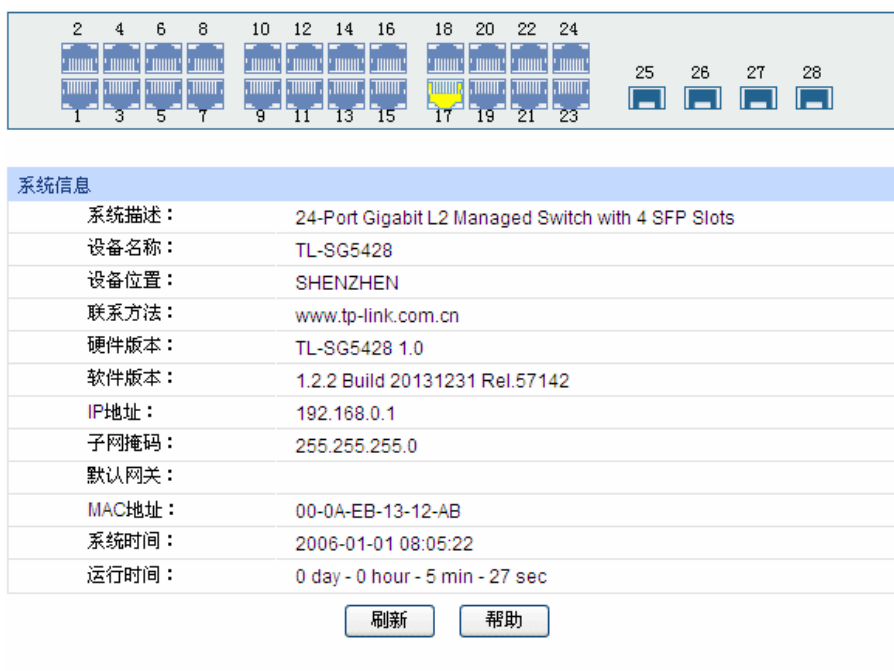 2 4 6 8 10 12 14 16 18 20 22 24
25 26 27 28
1 3 5 7 9 11 13 15 17 19 21 23
系统信息
系统描述： 24-Port Gigabit L2 Managed Switch with 4 SFP Slots
设备名称： TL-SG5428
设备位置： SHENZHEN
联系方法： www.tp-link.com.cn
硬件版本： TL-SG5428 1.0
软件版本： 1.2.2 Build 20131231 Rel.57142
IP地址： 192.168.0.1
子网掩码： 255.255.255.0
默认网关：
MAC地址： 00-0A-EB-13-12-AB
系统时间： 2006-01-01 08:05:22
运行时间： 0 day - 0 hour - 5 min - 27 sec
刷新 帮助